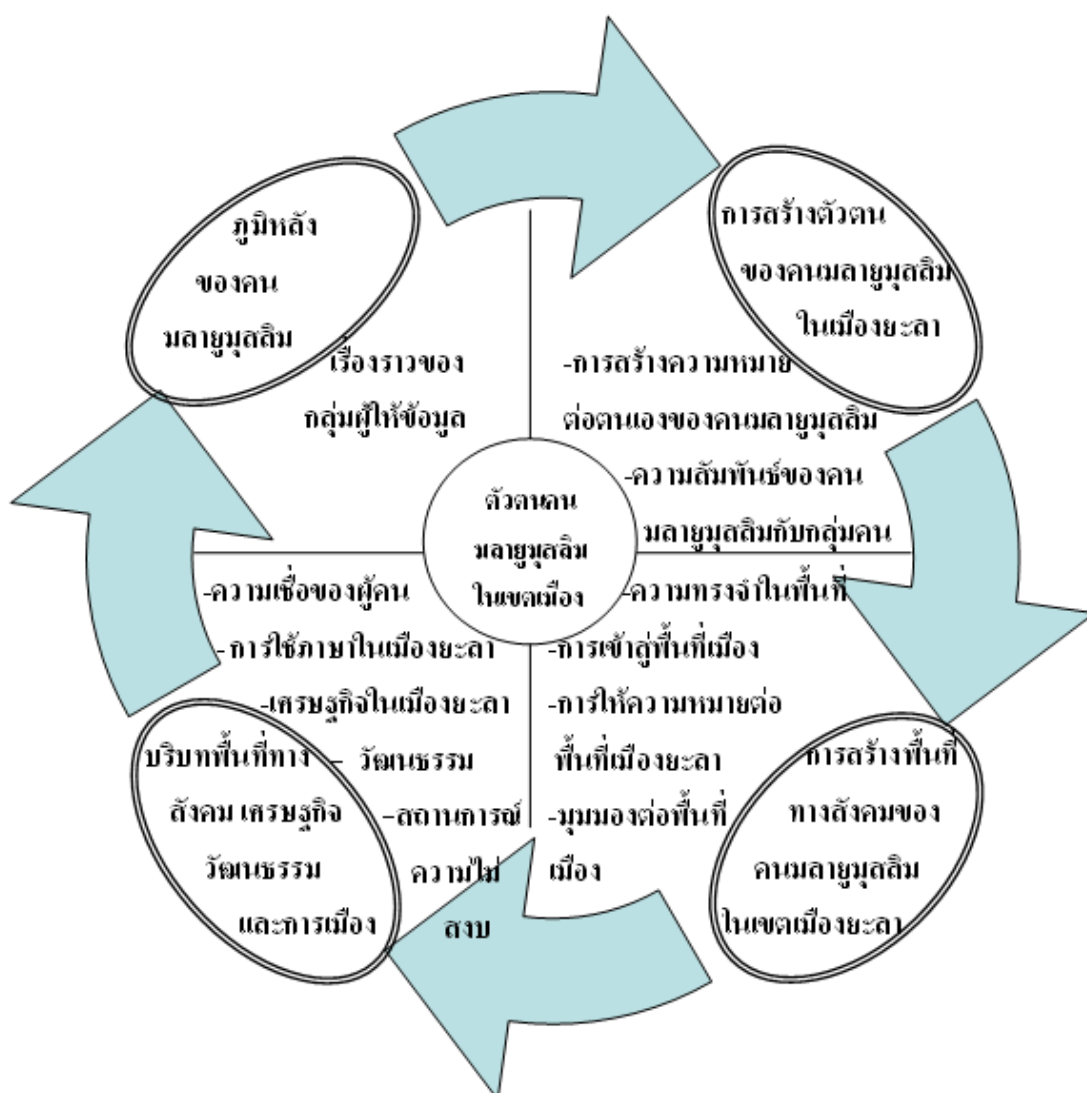 ภูมิหลัง
ของคน
มลายูมุสลิม
เรื่องราวของ
กลุ่มผู้ให้ข้อมูล
การสร้างตัวตน
ของคนมลายูมุสลิม
ในเมืองยะลา
-การสร้างความหมาย
ต่อตนเองของคนมลายูมุสลิม
-ความสัมพันธ์ของคน
มลายูมุสลิมกับกลุ่มคน
ตัวตนคน
มลายูมุสลิม
ในเขตเมือง
-ความทรงจำในพื้นที่
-การเข้าสู่พื้นที่เมือง
-การให้ความหมายต่อ
พื้นที่เมืองยะลา
-มุมมองต่อพื้นที่
เมือง
การสร้างพื้นที่
ทางสังคมของ
คนมลายูมุสลิม
ในเขตเมืองยะลา
-ความเชื่อของผู้คน
-การใช้ภาษาในเมืองยะลา
-เศรษฐกิจในเมืองยะลา
- วัฒนธรรม
-สถานการณ์
ความไม่
สงบ
บริบทพื้นที่ทาง
สังคม เศรษฐกิจ
วัฒนธรรม
และการเมือง